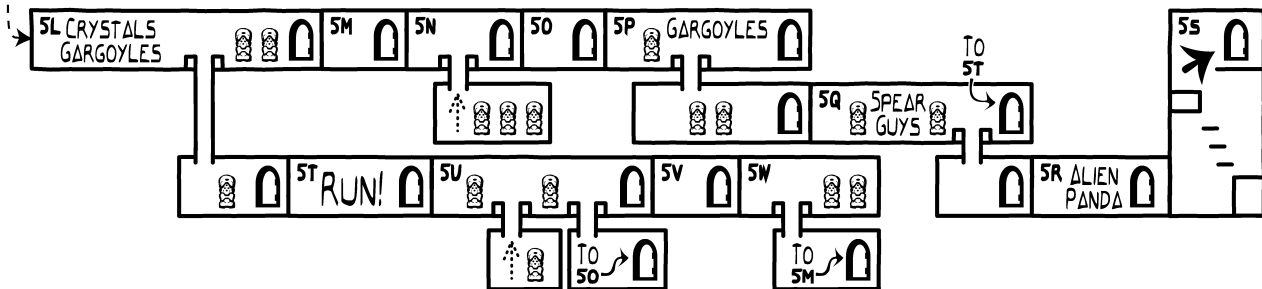 5L CRYSTALS
GARGOYLES
5M
5N
5O
5P GARGOYLES
5S
TO
5T
5Q SPEAR
GUYS
5T RUN!
5U
5V
5W
5R ALIEN
PANDA
TO
5O
TO
5M